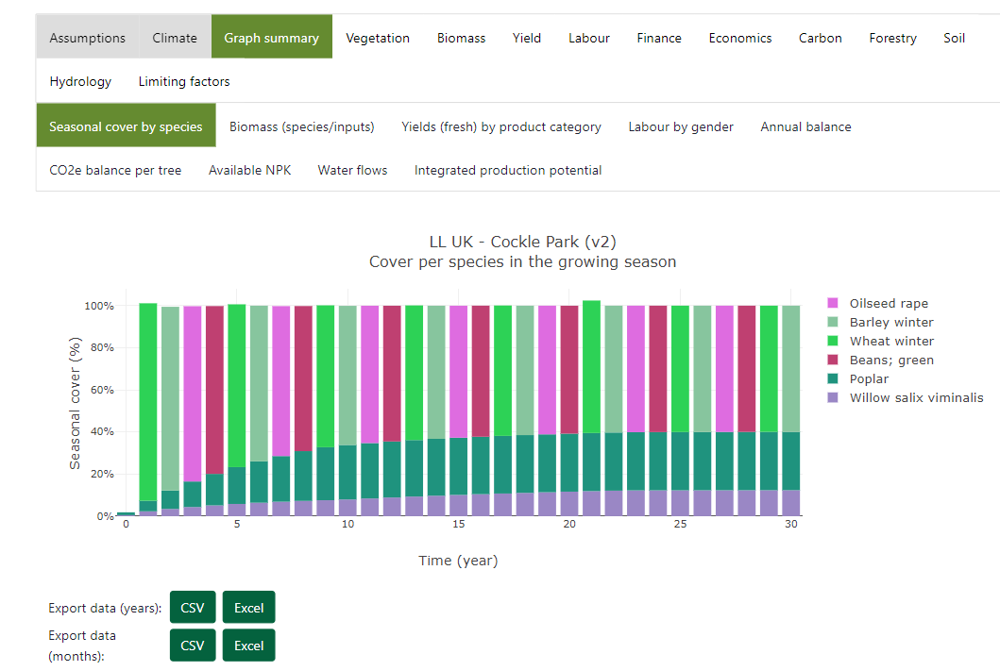 Assumptions Climate Graph summary Vegetation Biomass Yield Labour Finance Economics Carbon Forestry Soil
Hydrology Limiting factors
Seasonal cover by species Biomass (species/inputs) Yields (fresh) by product category Labour by gender Annual balance
CO2e balance per tree Available NPK Water flows Integrated production potential
LL UK - Cockle Park (v2)
Cover per species in the growing season
100%
80%
60%
40%
20%
0%
Seasonal cover (%)
0 5 10 15 20 25 30
Time (year)
Oilseed rape
Barley winter
Wheat winter
Beans; green
Poplar
Willow salix viminalis
Export data (years): CSV Excel
Export data
(months): CSV Excel